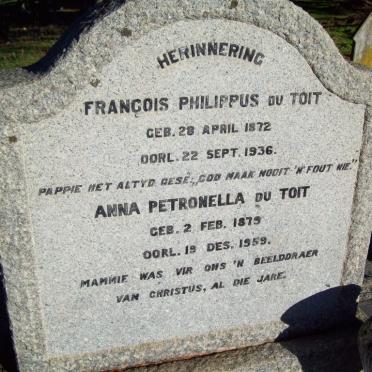 HERINNERING
FRANÇOIS PHILIPPUS DU TOIT
GEB. 28 APRIL 1872
OORL. 22 SEPT. 1936.
PAPPIE HET ALTYD GESÊ: „GOD MAAK NOOIT 'N FOUT NIE."
ANNA PETRONELLA DU TOIT
GEB. 2 FEB. 1879
OORL. 19 DES. 1959.
MAMMIE WAS VIR ONS 'N BEELDDRAER
VAN CHRISTUS, AL DIE JARE.